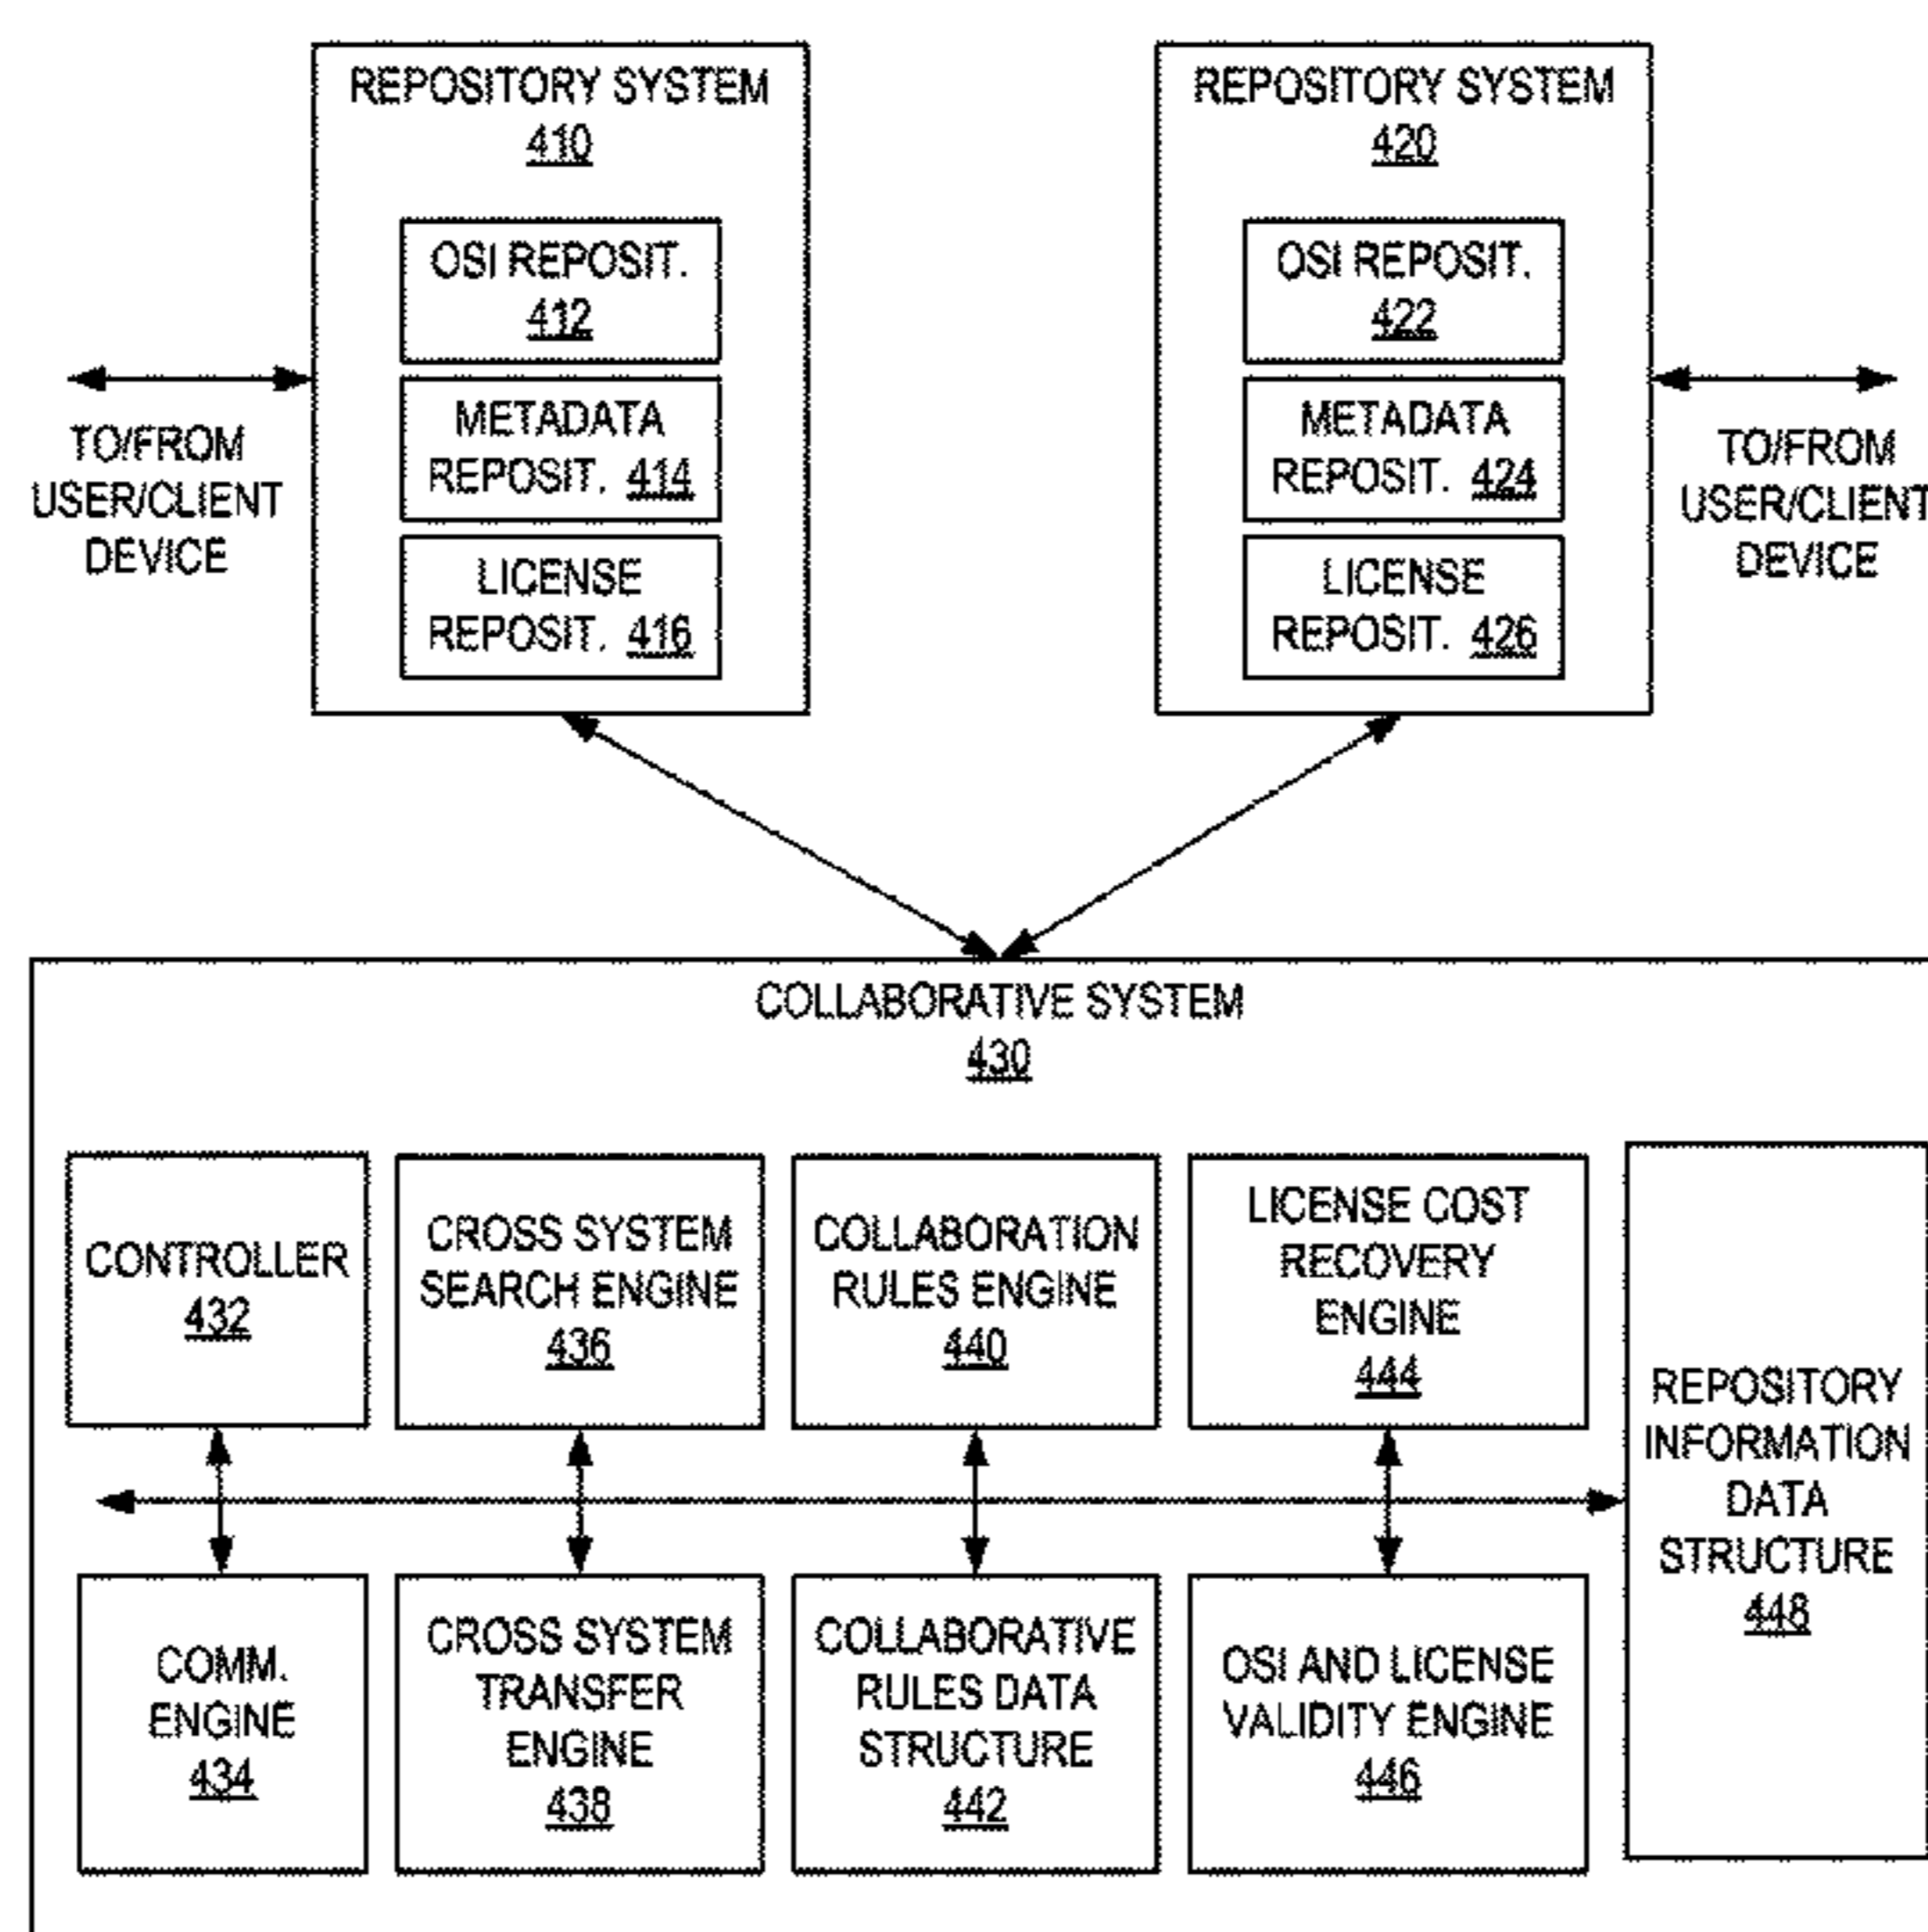 REPOSITORY SYSTEM
410
OSI REPOSIT.
412
METADATA
REPOSIT. 414
LICENSE
REPOSIT. 416
TO/FROM
USER/CLIENT
DEVICE
REPOSITORY SYSTEM
420
OSI REPOSIT.
422
METADATA
REPOSIT. 424
LICENSE
REPOSIT. 426
TO/FROM
USER/CLIENT
DEVICE
COLLABORATIVE SYSTEM
430
CONTROLLER
432
CROSS SYSTEM
SEARCH ENGINE
436
COLLABORATION
RULES ENGINE
440
LICENSE COST
RECOVERY
ENGINE
444
REPOSITORY
INFORMATION
DATA
STRUCTURE
448
COMM.
ENGINE
434
CROSS SYSTEM
TRANSFER
ENGINE
438
COLLABORATIVE
RULES DATA
STRUCTURE
442
OSI AND LICENSE
VALIDITY ENGINE
446